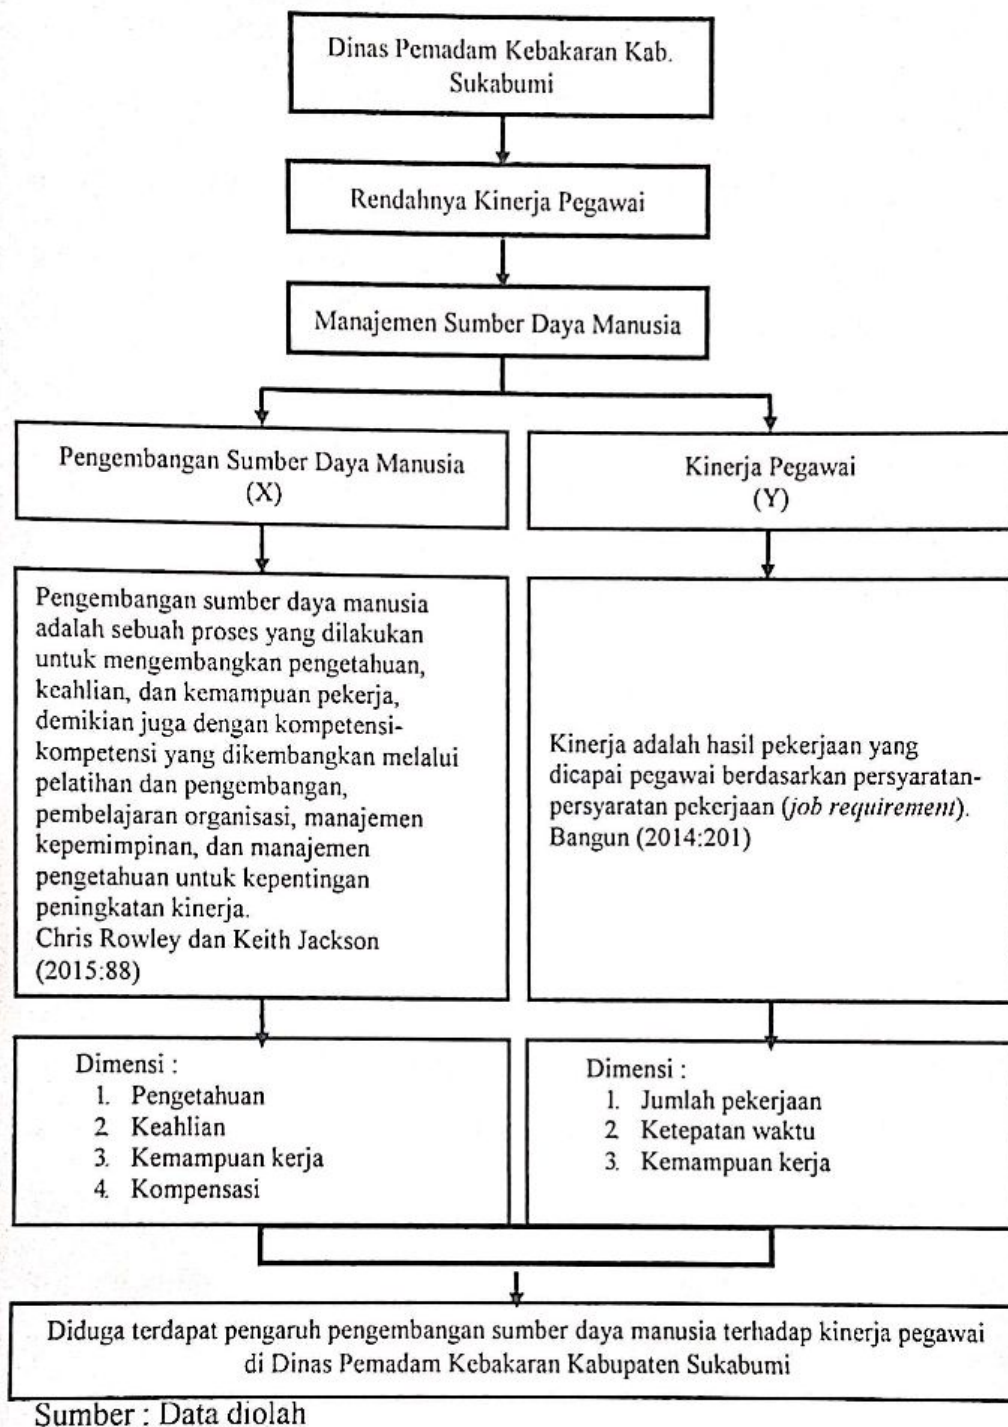 Dinas Pemadam Kebakaran Kab.
Sukabumi
Rendahnya Kinerja Pegawai
Manajemen Sumber Daya Manusia
Pengembangan Sumber Daya Manusia
(X)
Kinerja Pegawai
(Y)
Pengembangan sumber daya manusia
adalah sebuah proses yang dilakukan
untuk mengembangkan pengetahuan,
keahlian, dan kemampuan pekerja,
demikian juga dengan kompetensi-
kompetensi yang dikembangkan melalui
pelatihan dan pengembangan,
pembelajaran organisasi, manajemen
kepemimpinan, dan manajemen
pengetahuan untuk kepentingan
peningkatan kinerja.
Chris Rowley dan Keith Jackson
(2015:88)
Kinerja adalah hasil pekerjaan yang
dicapai pegawai berdasarkan persyaratan-
persyaratan pekerjaan (job requirement).
Bangun (2014:201)
Dimensi :
1. Pengetahuan
2. Keahlian
3. Kemampuan kerja
4. Kompensasi
Dimensi :
1. Jumlah pekerjaan
2. Ketepatan waktu
3. Kemampuan kerja
Diduga terdapat pengaruh pengembangan sumber daya manusia terhadap kinerja pegawai
di Dinas Pemadam Kebakaran Kabupaten Sukabumi
Sumber : Data diolah